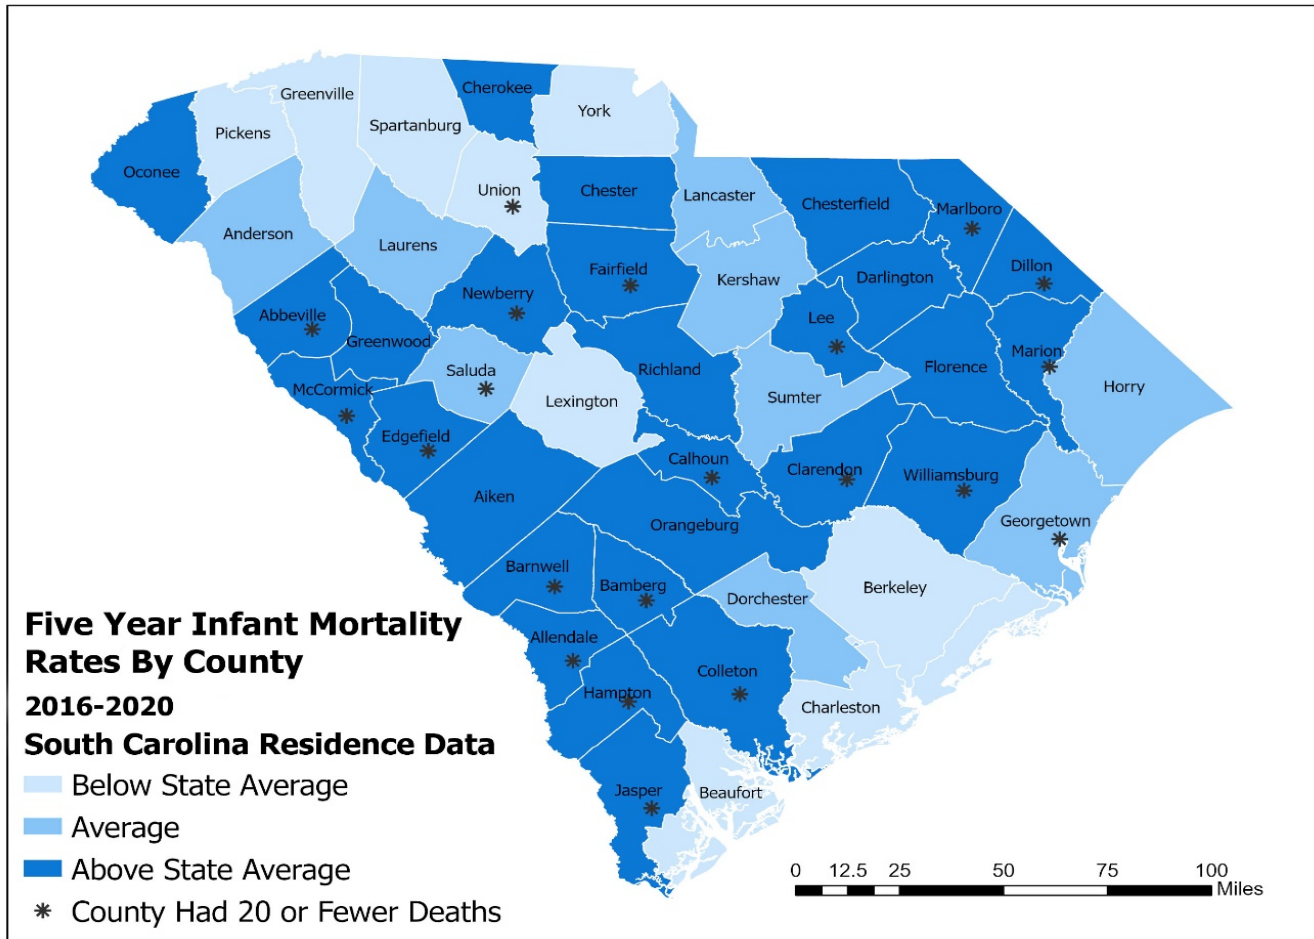 Greenville
Cherokee
York
Spartanburg
Pickens
Oconee
Union
Chester
Lancaster
Chesterfield
Marlboro
Anderson
Laurens
Fairfield
Kershaw
Darlington
Dillon
Newberry
Abbeville
Lee
Greenwood
Marion
Saluda
Richland
Florence
Horry
McCormick
Lexington
Sumter
Edgefield
Calhoun
Clarendon
Williamsburg
Aiken
Orangeburg
Georgetown
Barnwell
Bamberg
Berkeley
Dorchester
Allendale
Colleton
Hampton
Charleston
Jasper
Beaufort
Five Year Infant Mortality
Rates By County
2016-2020
South Carolina Residence Data
Below State Average
Average
Above State Average
County Had 20 or Fewer Deaths
0 12.5 25 50 75 100
Miles